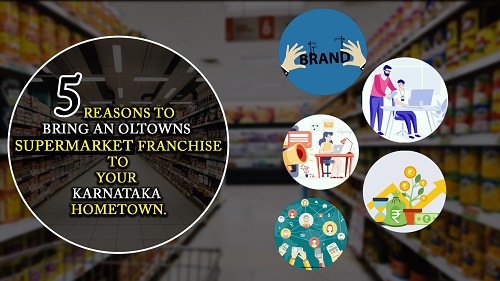 5 REASONS TO
BRING AN OLTOWNS
SUPERMARKET FRANCHISE
TO
YOUR
KARNATAKA
HOMETOWN.
BRAND
₹
₹